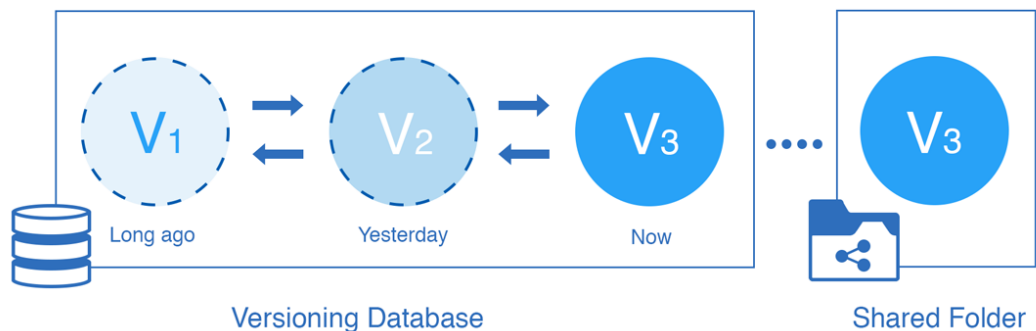 V1
V2
V3
V3
Long ago
Yesterday
Now
Versioning Database
Shared Folder